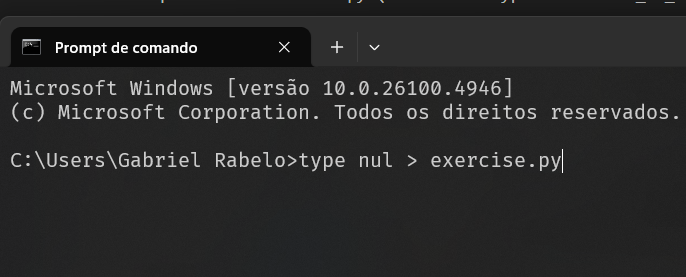 Prompt de comando
Microsoft Windows [versão 10.0.26100.4946]
(c) Microsoft Corporation. Todos os direitos reservados.
C:\Users\Gabriel Rabelo>type nul > exercise.py